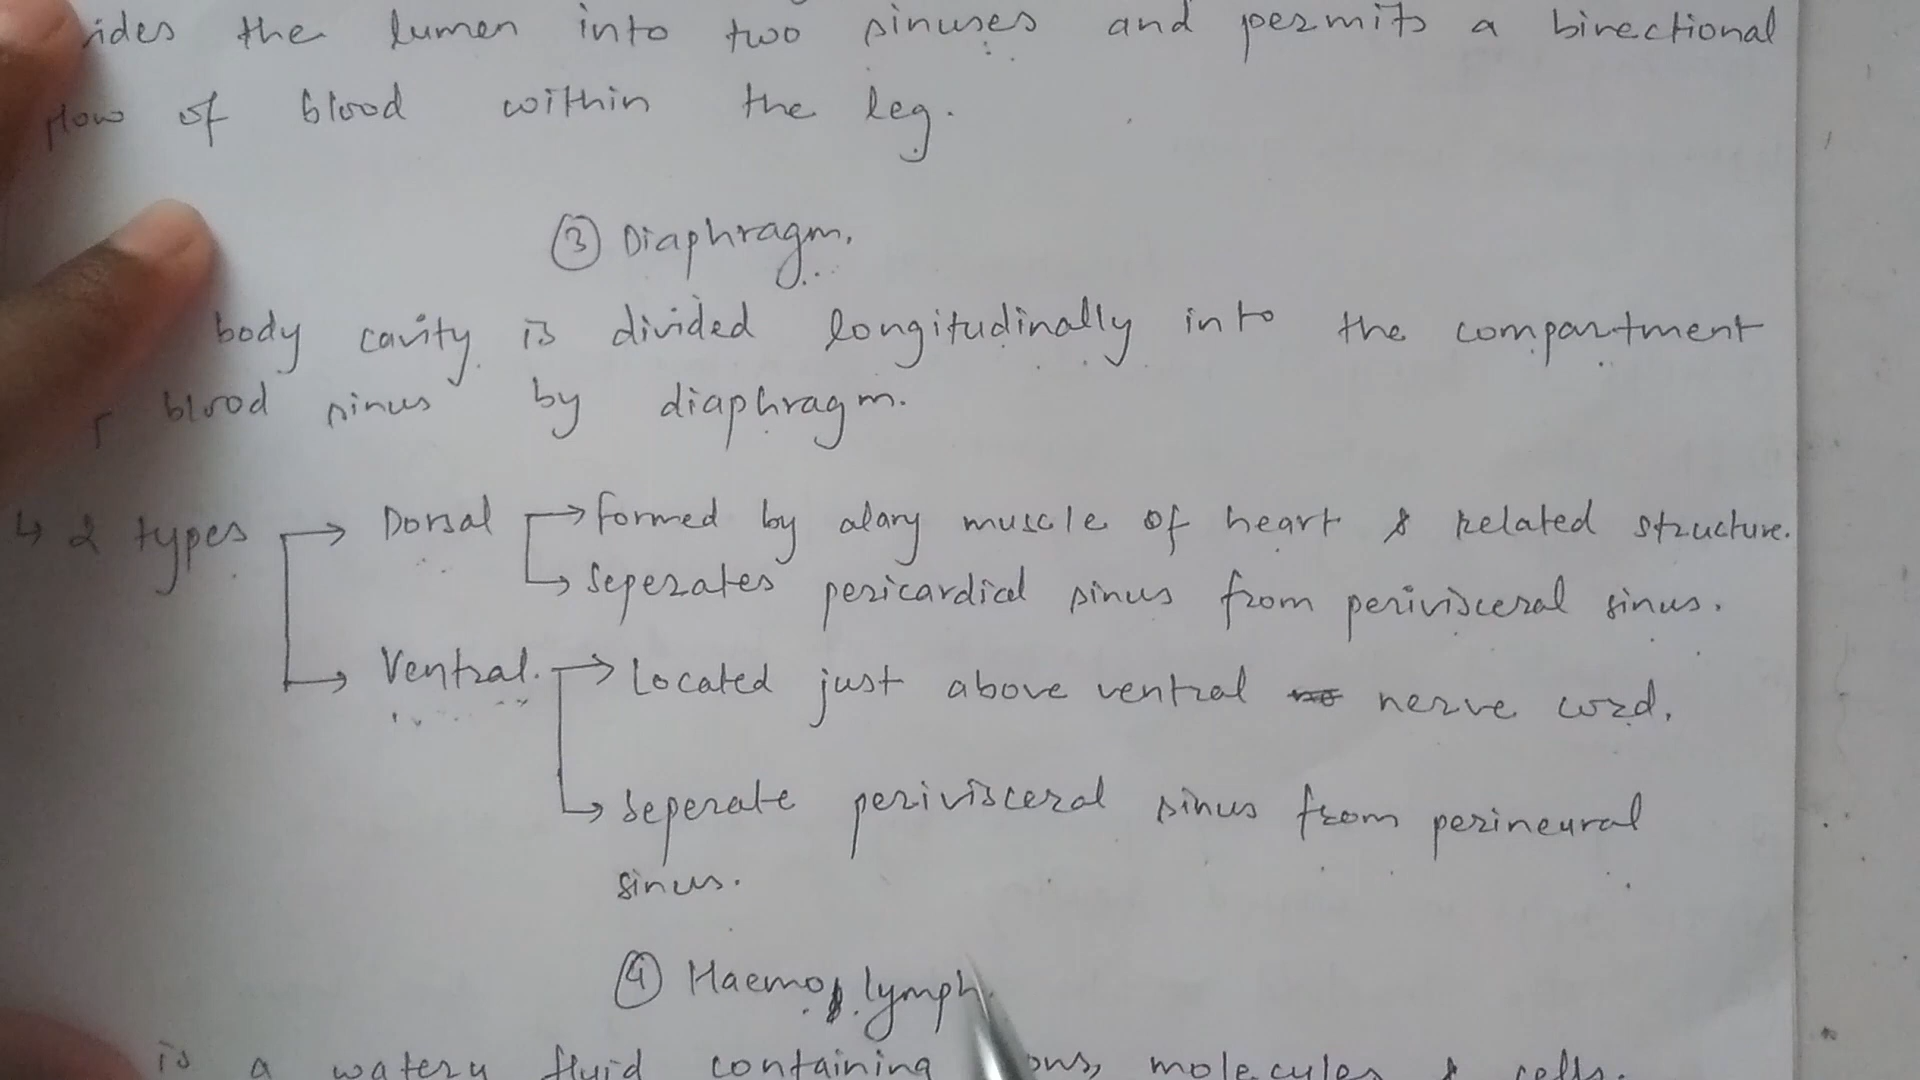 the lumen into two sinuses and permits a birectional
flow of blood within the leg.
③ Diaphragm.
body cavity is divided longitudinally into the compartment
blood sinus by diaphragm.
↳ 2 types → Dorsal → formed by alary muscle of heart & related structure.
↳ Seperates pericardial sinus from perivisceral sinus.
↳ Ventral. → Located just above ventral nerve cord.
↳ Seperate perivisceral sinus from perineural
sinus.
④ Haemolymph.
is a watery fluid containing molecules & cells.